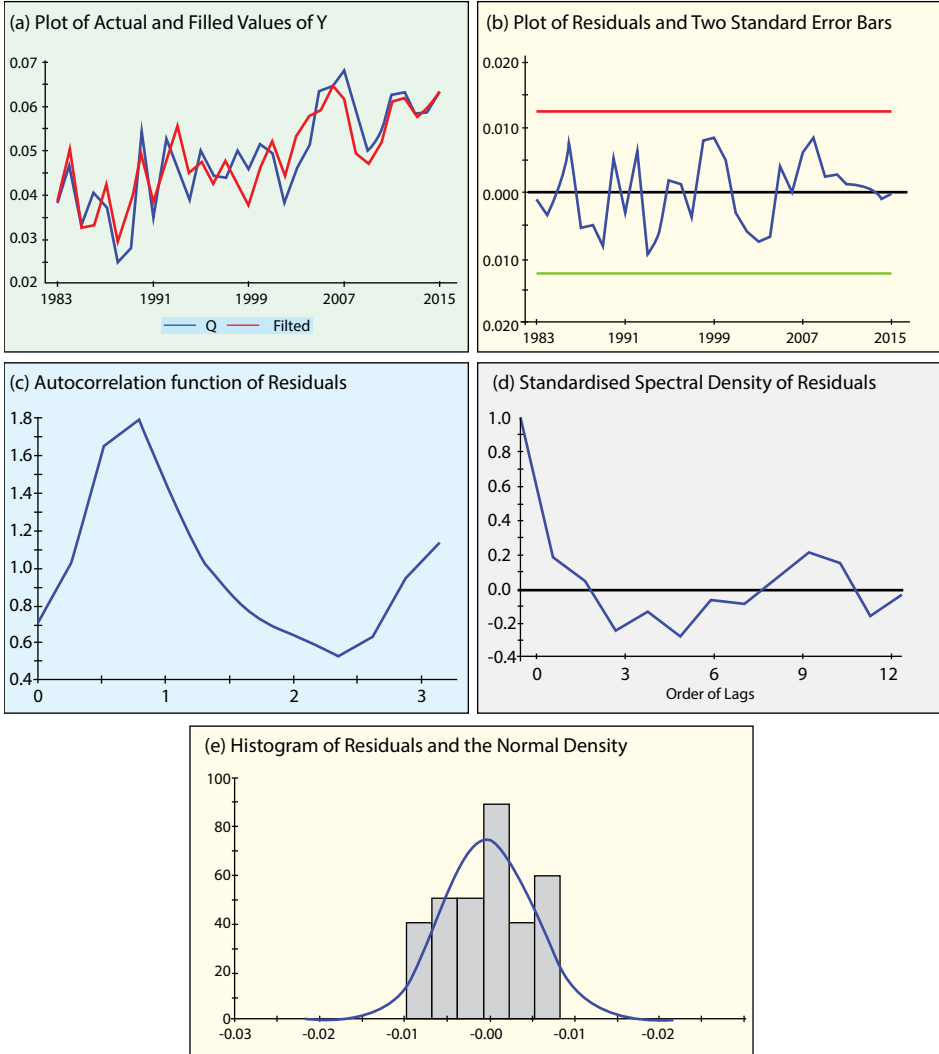 (a) Plot of Actual and Filled Values of Y
0.07
0.06
0.05
0.04
0.03
0.02
1983 1991 1999 2007 2015
Q Filted
(b) Plot of Residuals and Two Standard Error Bars
0.020
0.010
0.000
0.010
0.020
1983 1991 1999 2007 2015
(c) Autocorrelation function of Residuals
1.8
1.6
1.4
1.2
1.0
0.8
0.6
0.4
0 1 2 3
(d) Standardised Spectral Density of Residuals
1.0
0.8
0.6
0.4
0.2
0.0
-0.2
-0.4
0 3 6 9 12
Order of Lags
(e) Histogram of Residuals and the Normal Density
100
80
60
40
20
0
-0.03 -0.02 -0.01 -0.00 -0.01 -0.02